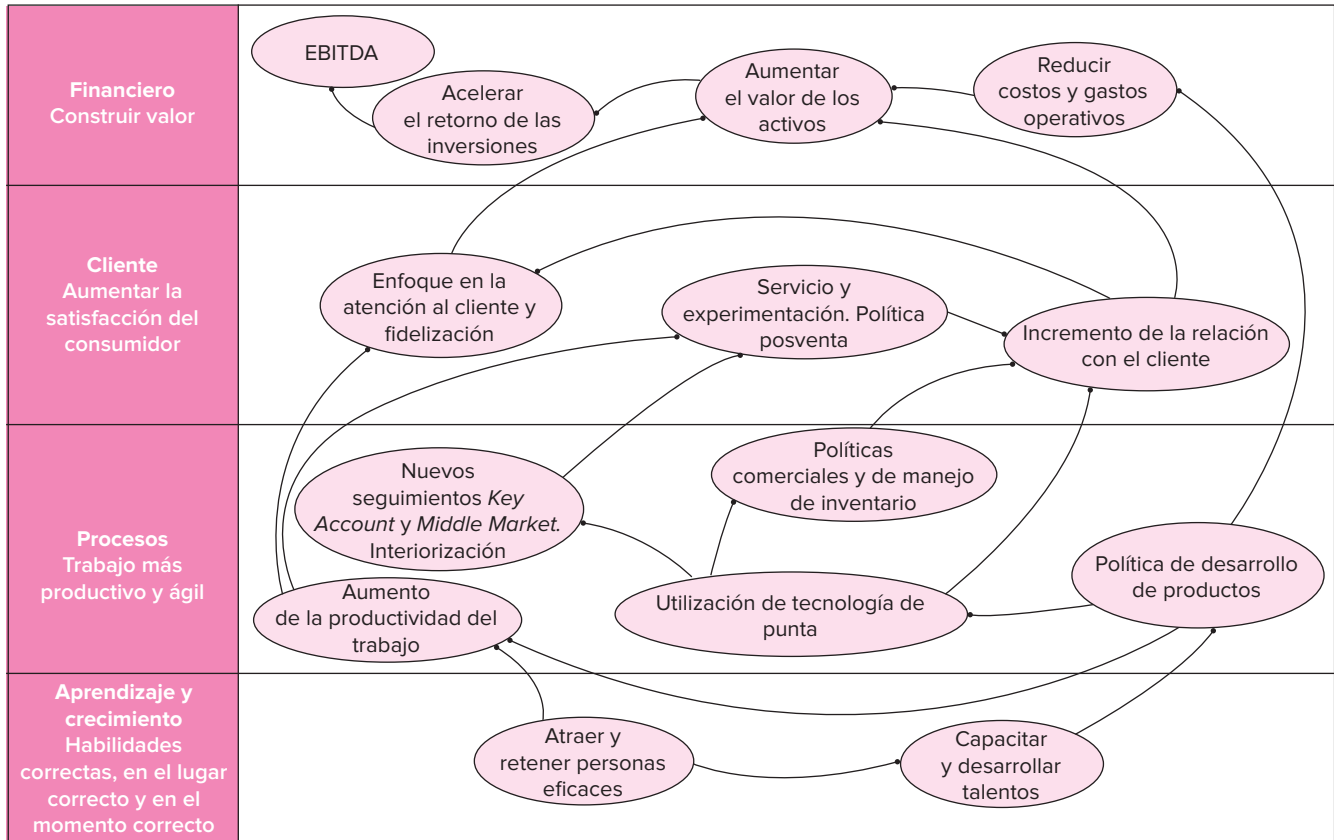 Financiero
Construir valor
EBITDA
Acelerar
el retorno de las
inversiones
Aumentar
el valor de los
activos
Reducir
costos y gastos
operativos
Cliente
Aumentar la
satisfacción del
consumidor
Enfoque en la
atención al cliente y
fidelización
Servicio y
experimentación. Política
posventa
Incremento de la relación
con el cliente
Procesos
Trabajo más
productivo y ágil
Nuevos
seguimientos Key
Account y Middle Market.
Interiorización
Políticas
comerciales y de manejo
de inventario
Aumento
de la productividad del
trabajo
Utilización de tecnología de
punta
Política de desarrollo
de productos
Aprendizaje y
crecimiento
Habilidades
correctas, en el lugar
correcto y en el
momento correcto
Atraer y
retener personas
eficaces
Capacitar
y desarrollar
talentos